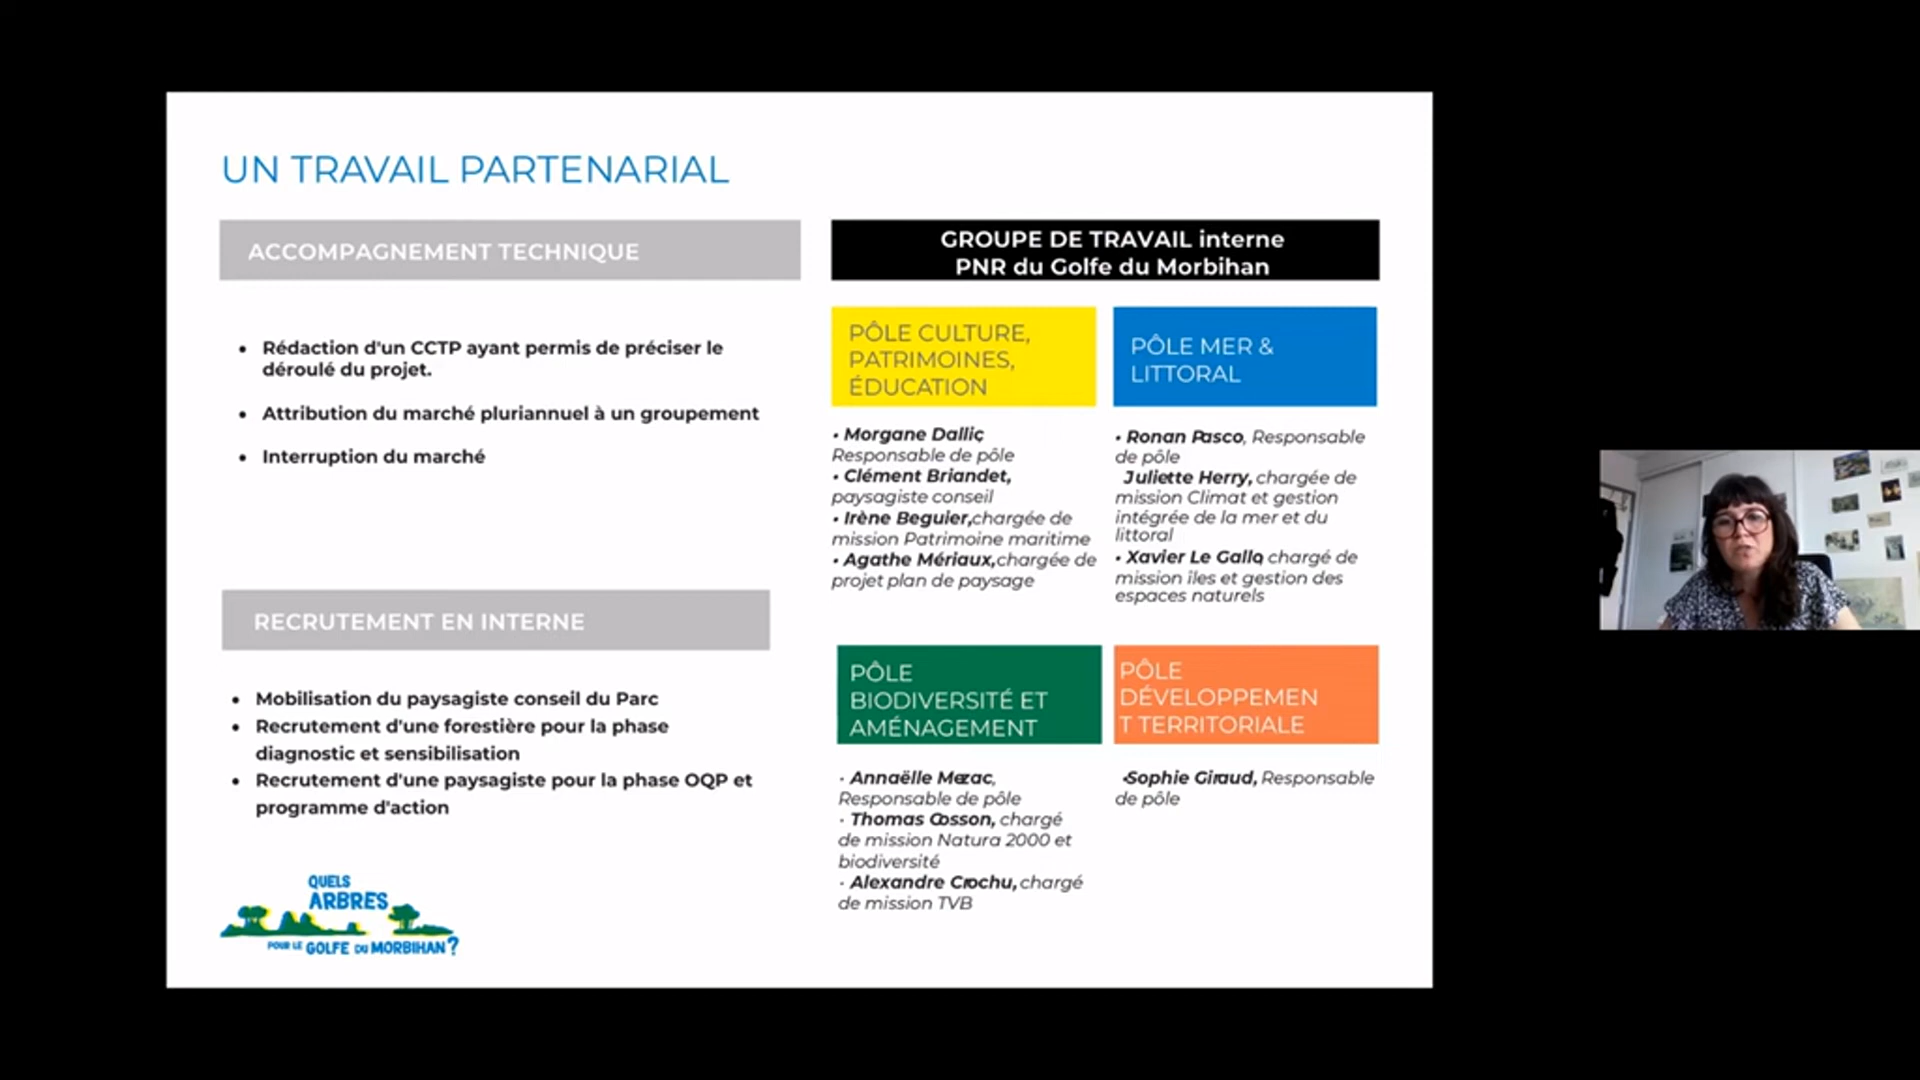 UN TRAVAIL PARTENARIAL
ACCOMPAGNEMENT TECHNIQUE
• Rédaction d'un CCTP ayant permis de préciser le
déroulé du projet.
• Attribution du marché pluriannuel à un groupement
• Interruption du marché
RECRUTEMENT EN INTERNE
• Mobilisation du paysagiste conseil du Parc
• Recrutement d'une forestière pour la phase
diagnostic et sensibilisation
• Recrutement d'une paysagiste pour la phase OQP et
programme d'action
QUELS
ARBRES
POUR LE GOLFE DU MORBIHAN?
GROUPE DE TRAVAIL interne
PNR du Golfe du Morbihan
PÔLE CULTURE,
PATRIMOINES,
ÉDUCATION
• Morgane Dallic,
Responsable de pôle
• Clément Briandet,
paysagiste conseil
• Irène Beguier,chargée de
mission Patrimoine maritime
• Agathe Mériaux,chargée de
projet plan de paysage
PÔLE MER &
LITTORAL
• Ronan Pasco, Responsable
de pôle
Juliette Herry, chargée de
mission Climat et gestion
intégrée de la mer et du
littoral
• Xavier Le Gallo, chargé de
mission îles et gestion des
espaces naturels
PÔLE
BIODIVERSITÉ ET
AMÉNAGEMENT
• Annaëlle Mezac,
Responsable de pôle
• Thomas Cosson, chargé
de mission Natura 2000 et
biodiversité
• Alexandre Crochu, chargé
de mission TVB
PÔLE
DÉVELOPPEMEN
T TERRITORIALE
•Sophie Giraud, Responsable
de pôle